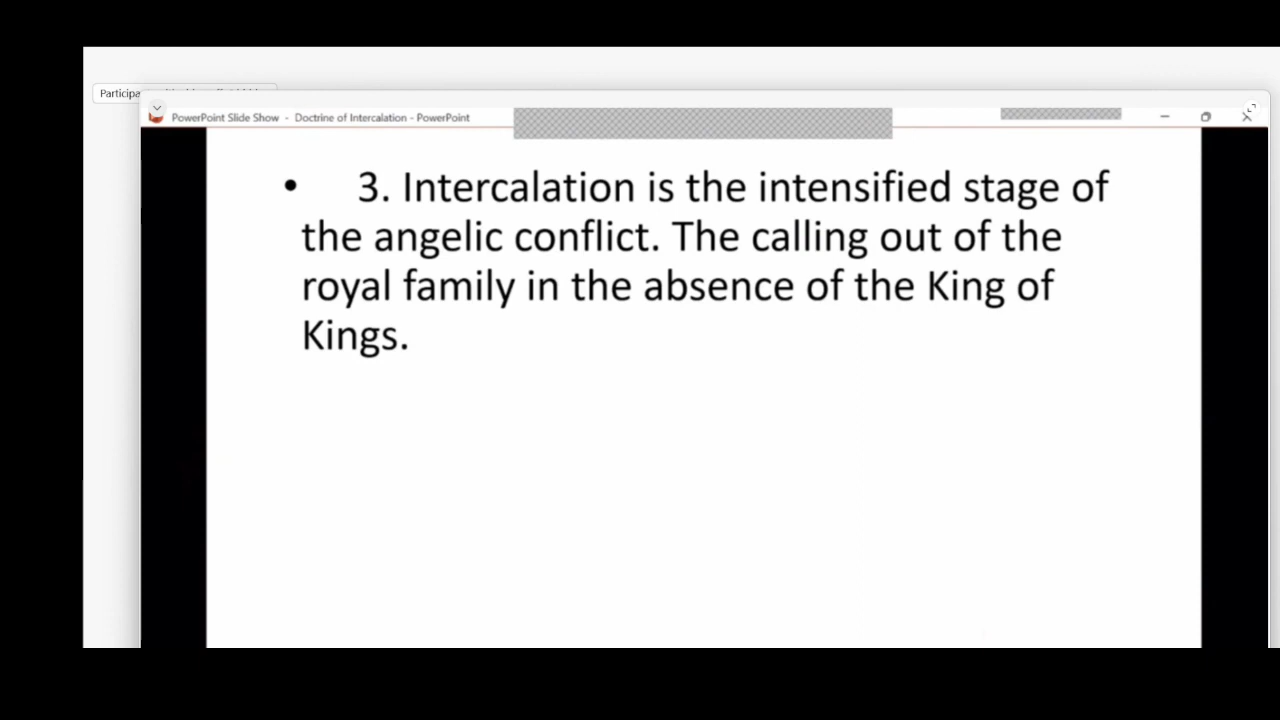 Participa
PowerPoint Slide Show - Doctrine of Intercalation - PowerPoint
• 3. Intercalation is the intensified stage of
the angelic conflict. The calling out of the
royal family in the absence of the King of
Kings.